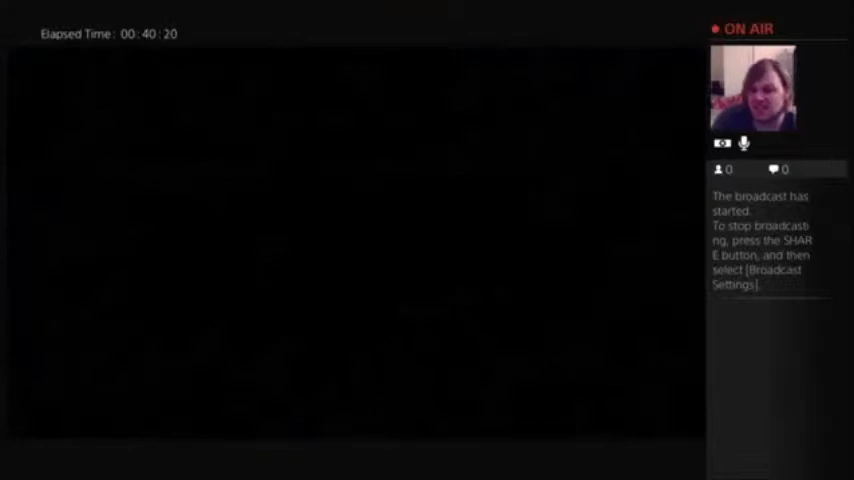 Elapsed Time: 00:40:20
ON AIR
0 0
The broadcast has
started.
To stop broadcasti
ng, press the SHAR
E button, and then
select [Broadcast
Settings].